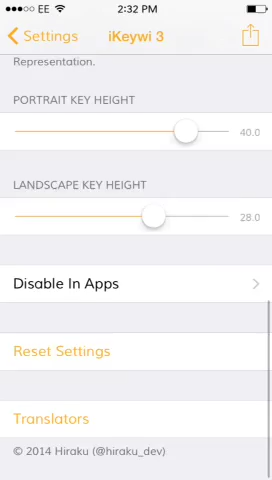 EE 2:32 PM
Settings iKeywi 3
Representation.
PORTRAIT KEY HEIGHT
40.0
LANDSCAPE KEY HEIGHT
28.0
Disable In Apps
Reset Settings
Translators
© 2014 Hiraku (@hiraku_dev)